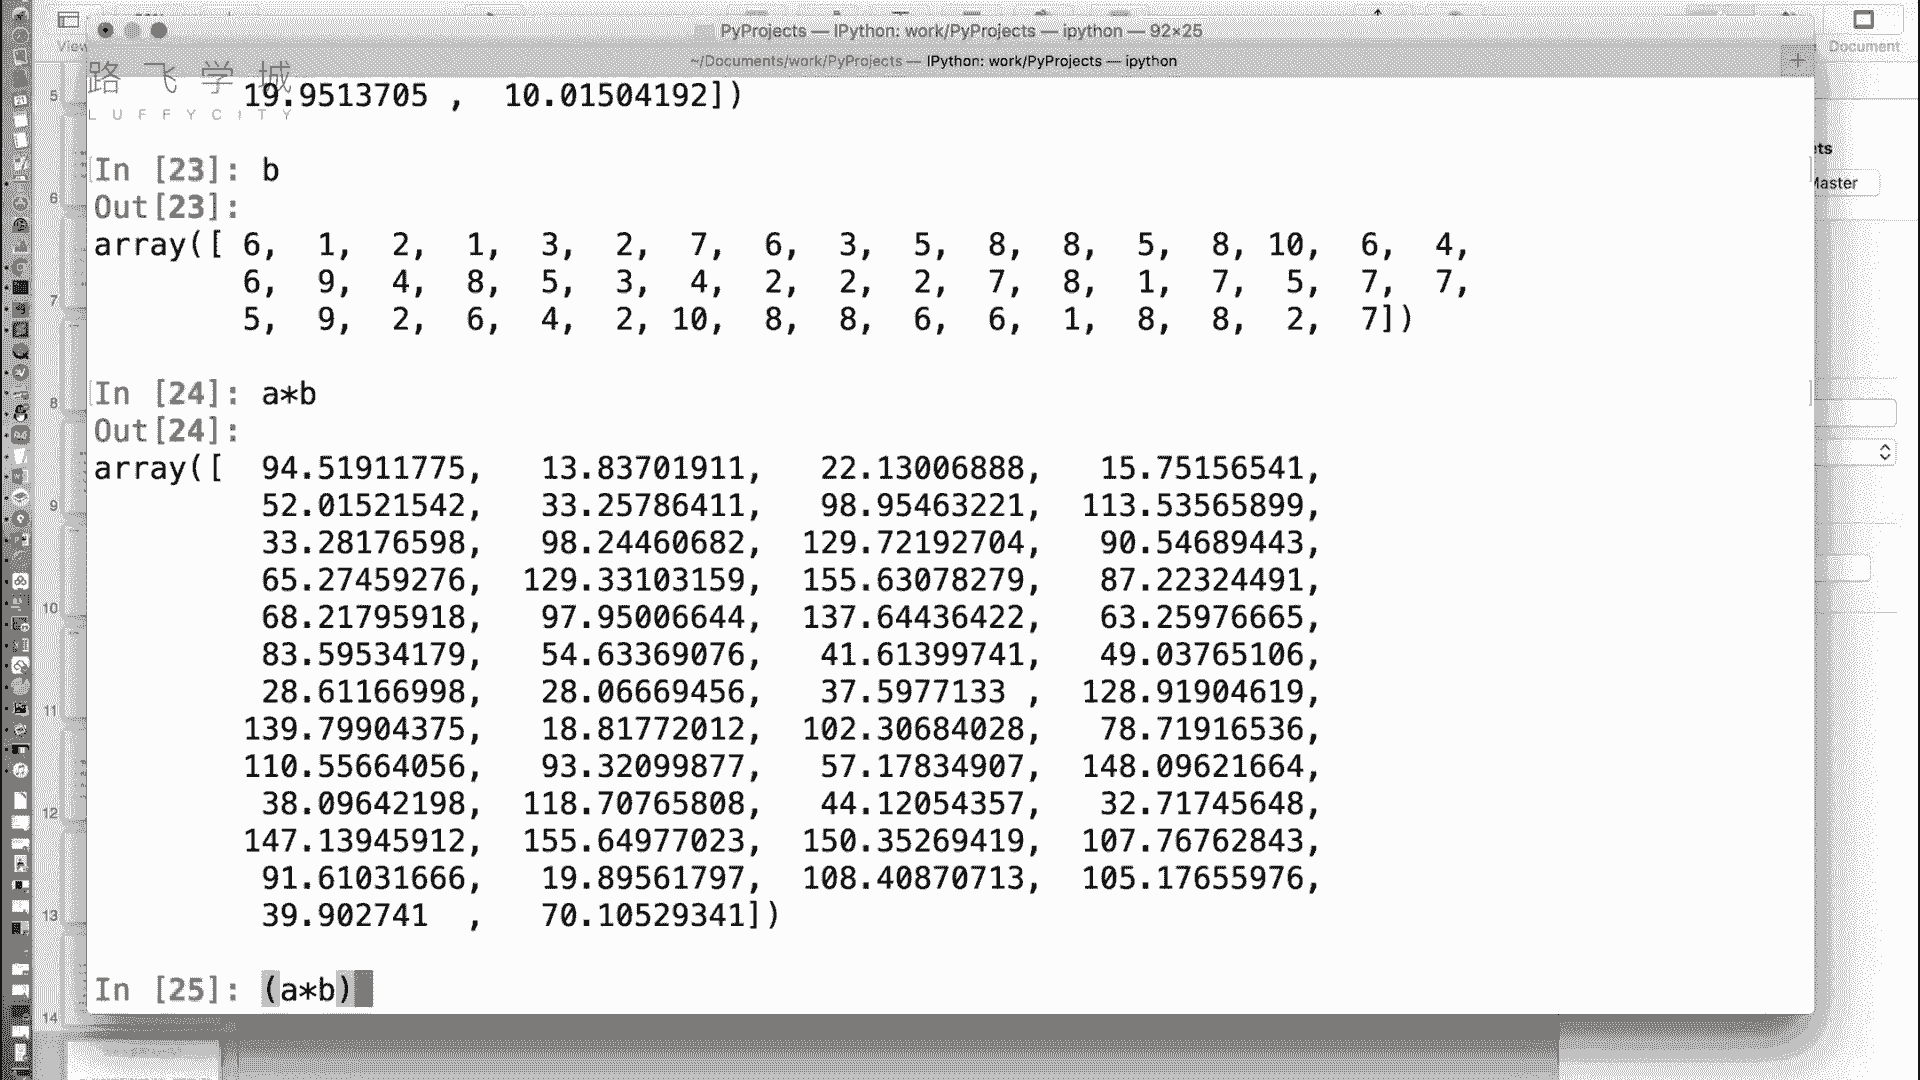 View
Document
PyProjects — IPython: work/PyProjects — ipython — 92×25
~/Documents/work/PyProjects — IPython: work/PyProjects — ipython
+
路飞学城
LUFFYCITY
19.9513705 , 10.01504192])
In [23]: b
Out[23]:
array([ 6, 1, 2, 1, 3, 2, 7, 6, 3, 5, 8, 8, 5, 8, 10, 6, 4,
6, 9, 4, 8, 5, 3, 4, 2, 2, 2, 7, 8, 1, 7, 5, 7, 7,
5, 9, 2, 6, 4, 2, 10, 8, 8, 6, 6, 1, 8, 8, 2, 7])
In [24]: a*b
Out[24]:
array([ 94.51911775, 13.83701911, 22.13006888, 15.75156541,
52.01521542, 33.25786411, 98.95463221, 113.53565899,
33.28176598, 98.24460682, 129.72192704, 90.54689443,
65.27459276, 129.33103159, 155.63078279, 87.22324491,
68.21795918, 97.95006644, 137.64436422, 63.25976665,
83.59534179, 54.63369076, 41.61399741, 49.03765106,
28.61166998, 28.06669456, 37.5977133 , 128.91904619,
139.79904375, 18.81772012, 102.30684028, 78.71916536,
110.55664056, 93.32099877, 57.17834907, 148.09621664,
38.09642198, 118.70765808, 44.12054357, 32.71745648,
147.13945912, 155.64977023, 150.35269419, 107.76762843,
91.61031666, 19.89561797, 108.40870713, 105.17655976,
39.902741 , 70.10529341])
In [25]: (a*b)
5
6
7
8
9
10
11
12
13
14
ets
Master